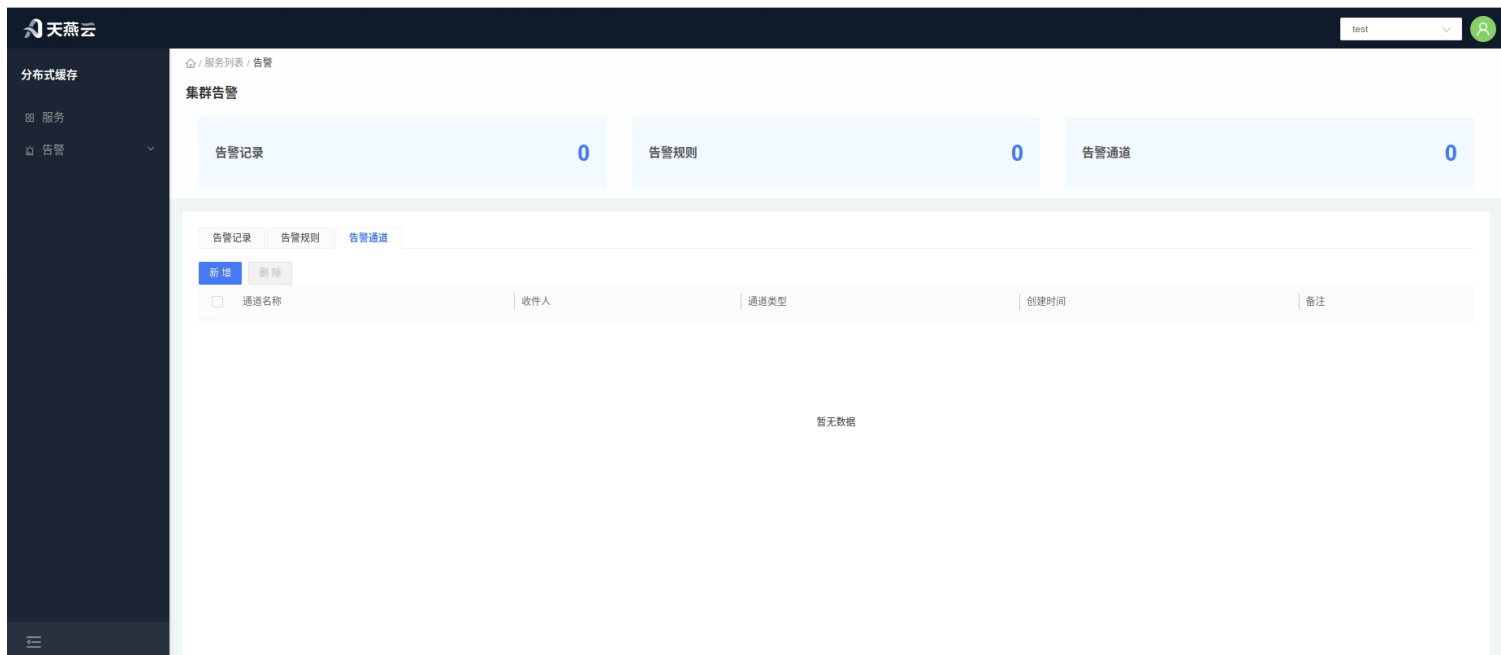 天燕云
test
分布式缓存
服务
告警
/ 服务列表 / 告警
集群告警
告警记录 0
告警规则 0
告警通道 0
告警记录 告警规则 告警通道
新增 删除
通道名称 收件人 通道类型 创建时间 备注
暂无数据